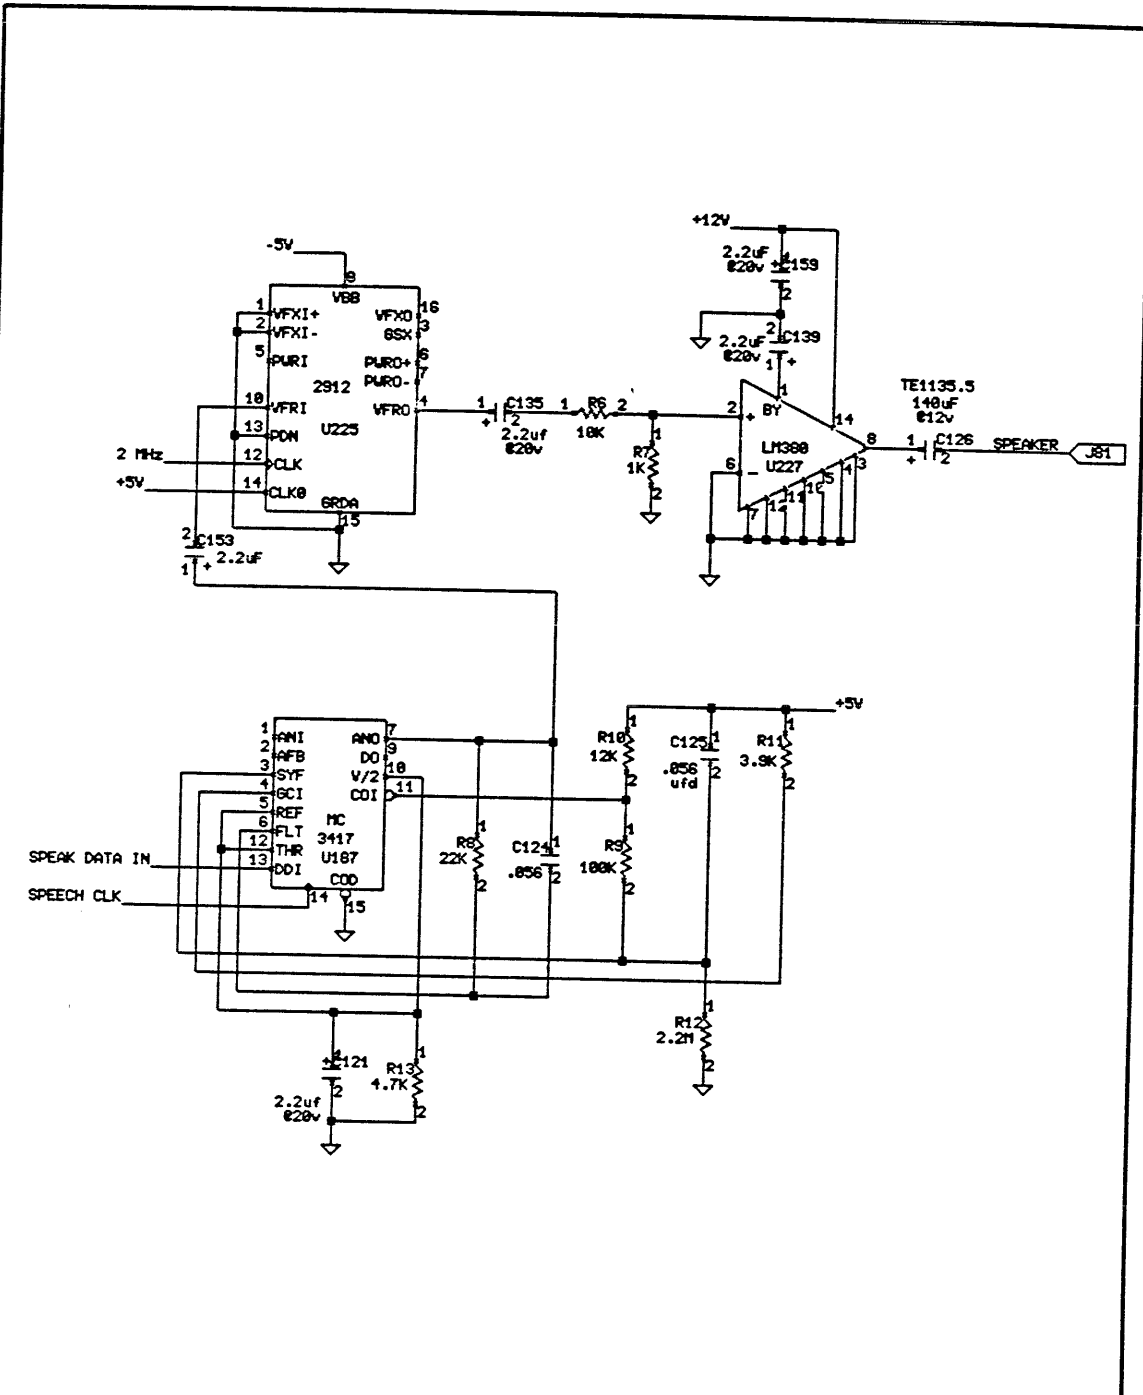 +12V
-5V
2.2uF
@20v
+
C159
1
2
8
VBB
1 VFXI+
2 VFXI-
5 PWRI
10 VFRI
13 PDN
12 CLK
14 CLK0
VFXO 16
GSX 3
PWRO+ 6
PWRO- 7
VFRO 4
2912
U225
GRDA
15
2 MHz
+5V
2.2uF
@20v
2
C139
1 +
1 C135
+ 2
2.2uf
@20v
1 R6 2
10K
1
R7
1K
2
2 +
6 -
1
BY
14
LM380
U227
8
7 12 11 10 5 4 3
TE1135.5
140uF
@12v
1 C126
+ 2
SPEAKER
J81
2 C153
2.2uF
1 +
+5V
1 ANI
2 AFB
3 SYF
4 GCI
5 REF
6 FLT
12 THR
13 DDI
ANO 7
DO 9
V/2 10
COI 11
MC
3417
U187
COD
14
15
SPEAK DATA IN
SPEECH CLK
1
R10
12K
2
1
C125
.056
ufd
2
1
R11
3.9K
2
1
R8
22K
2
1
C124
.056
2
1
R9
100K
2
1
R12
2.2M
2
+
1
C121
2
2.2uf
@20v
1
R13
4.7K
2